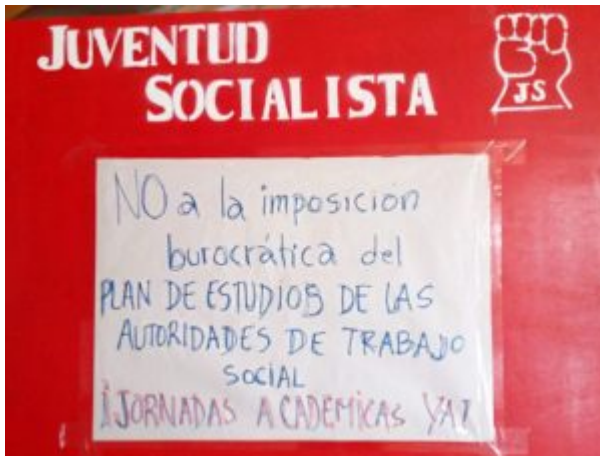 JUVENTUD
SOCIALISTA
JS
NO a la imposición
burocrática del
PLAN DE ESTUDIOS DE LAS
AUTORIDADES DE TRABAJO
SOCIAL
¡JORNADAS ACADEMICAS YA!